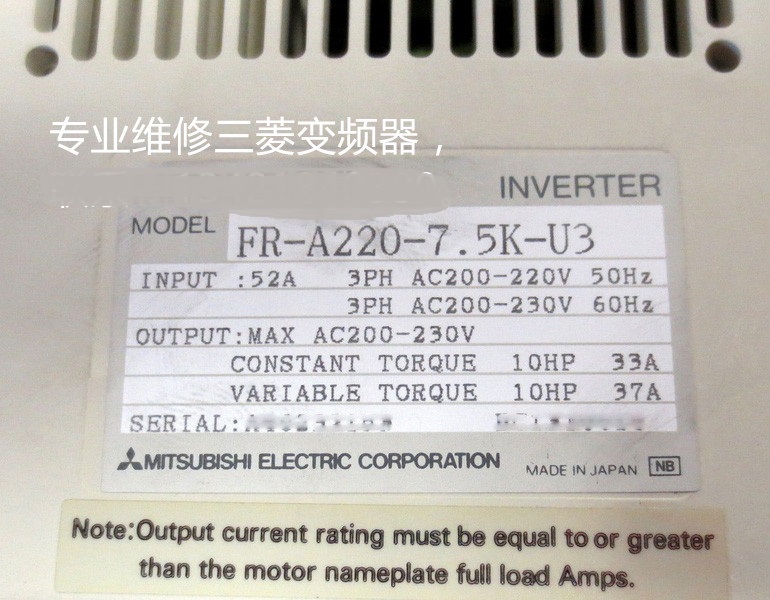 专业维修三菱变频器，
INVERTER
MODEL FR-A220-7.5K-U3
INPUT :52A 3PH AC200-220V 50Hz
3PH AC200-230V 60Hz
OUTPUT:MAX AC200-230V
CONSTANT TORQUE 10HP 33A
VARIABLE TORQUE 10HP 37A
SERIAL:
MITSUBISHI ELECTRIC CORPORATION MADE IN JAPAN NB
Note:Output current rating must be equal to or greater
than the motor nameplate full load Amps.